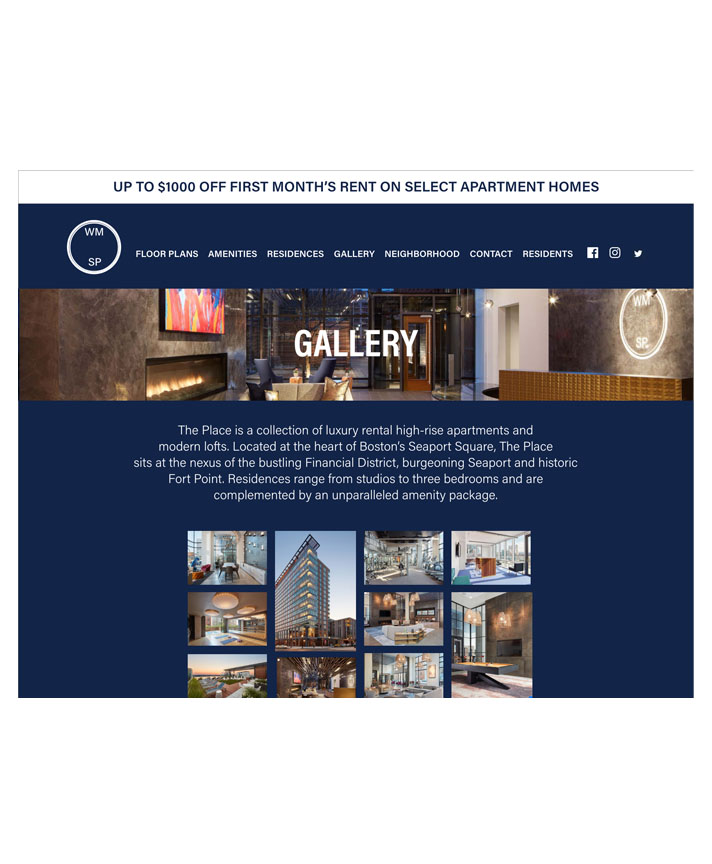 UP TO $1000 OFF FIRST MONTH’S RENT ON SELECT APARTMENT HOMES
WM
SP
FLOOR PLANS AMENITIES RESIDENCES GALLERY NEIGHBORHOOD CONTACT RESIDENTS
WM
SP.
GALLERY
The Place is a collection of luxury rental high-rise apartments and
modern lofts. Located at the heart of Boston’s Seaport Square, The Place
sits at the nexus of the bustling Financial District, burgeoning Seaport and historic
Fort Point. Residences range from studios to three bedrooms and are
complemented by an unparalleled amenity package.